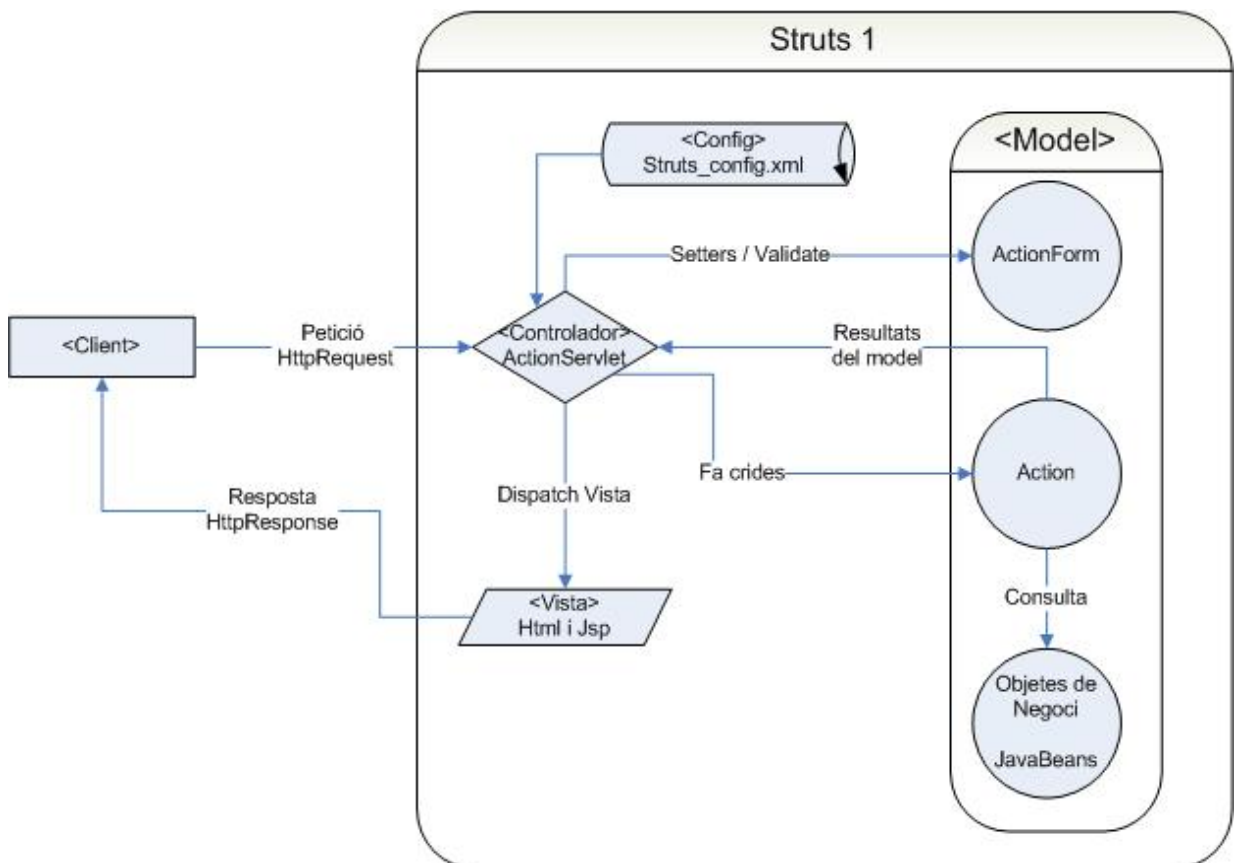 Struts 1
<Config>
Struts_config.xml
<Model>
ActionForm
Setters / Validate
<Client>
Petició
HttpRequest
<Controlador>
ActionServlet
Resultats
del model
Fa crides
Action
Dispatch Vista
Resposta
HttpResponse
<Vista>
Html i Jsp
Consulta
Objetes de
Negoci
JavaBeans